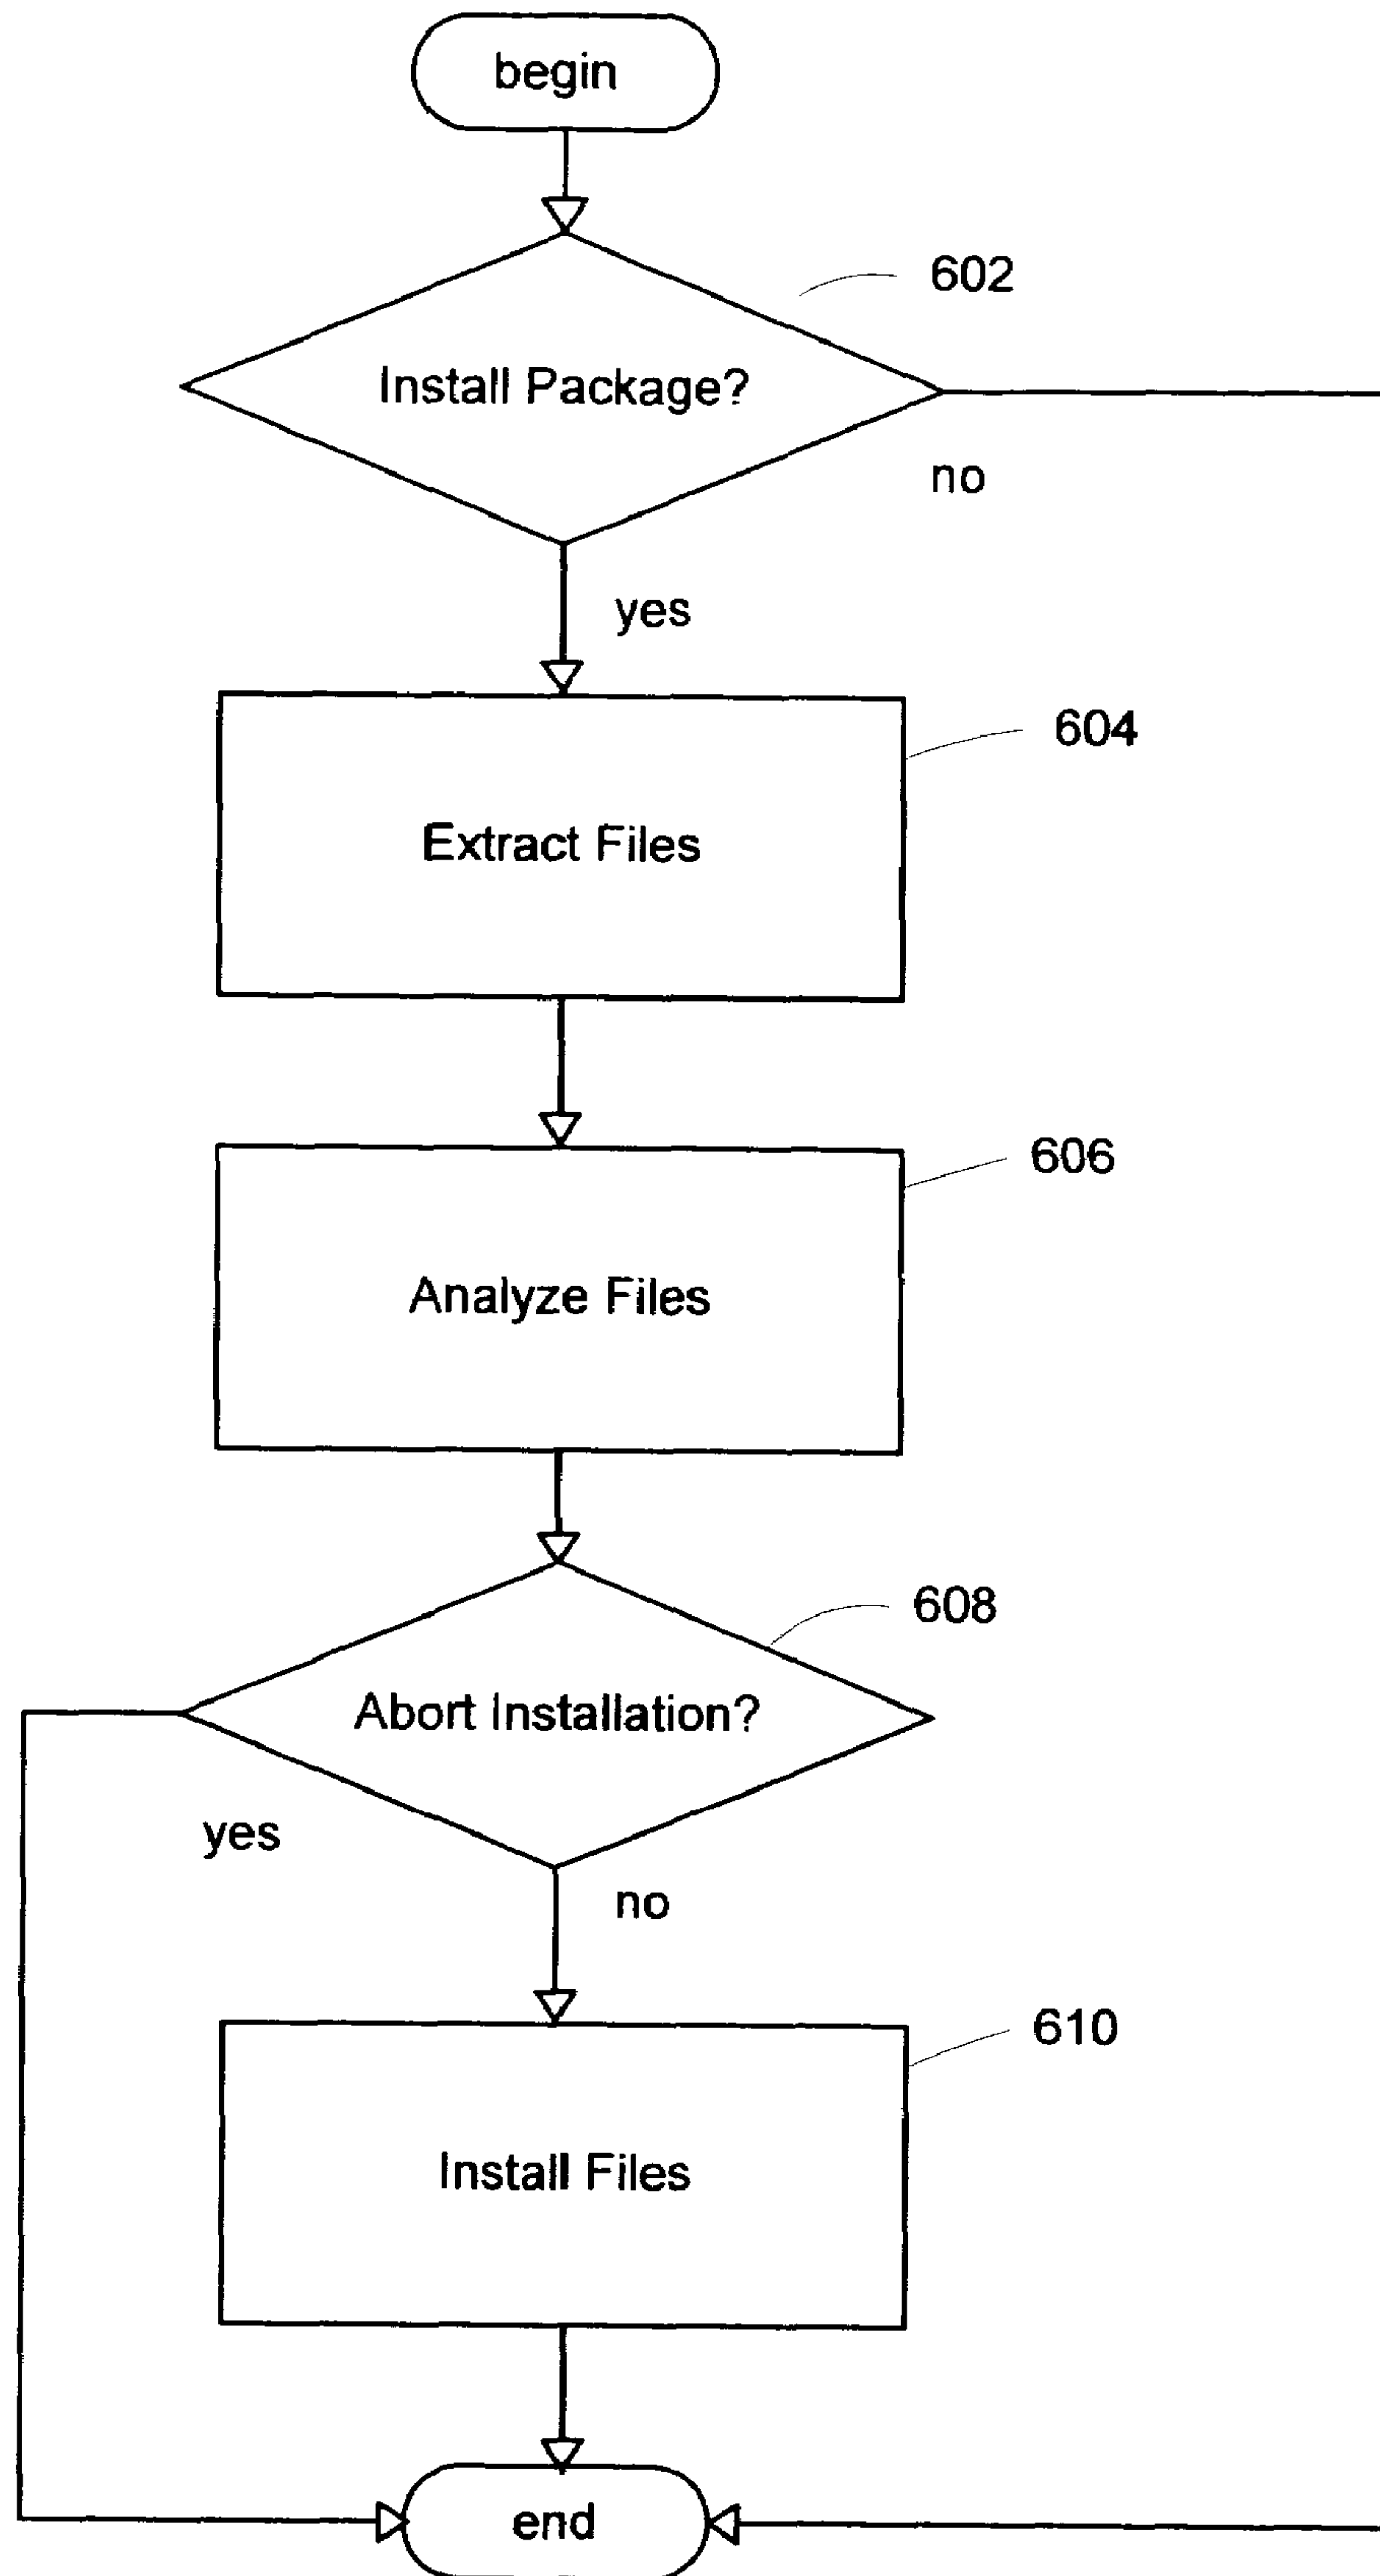 begin
602
Install Package?
no
yes
604
Extract Files
606
Analyze Files
608
Abort Installation?
yes
no
610
Install Files
end